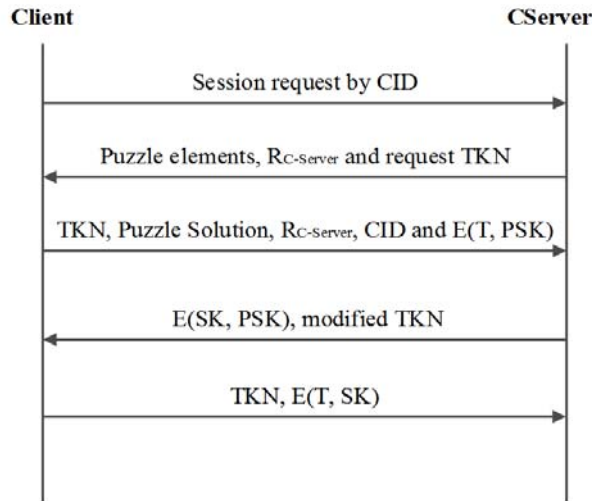 Client CServer
Session request by CID
Puzzle elements, RC-Server and request TKN
TKN, Puzzle Solution, RC-Server, CID and E(T, PSK)
E(SK, PSK), modified TKN
TKN, E(T, SK)